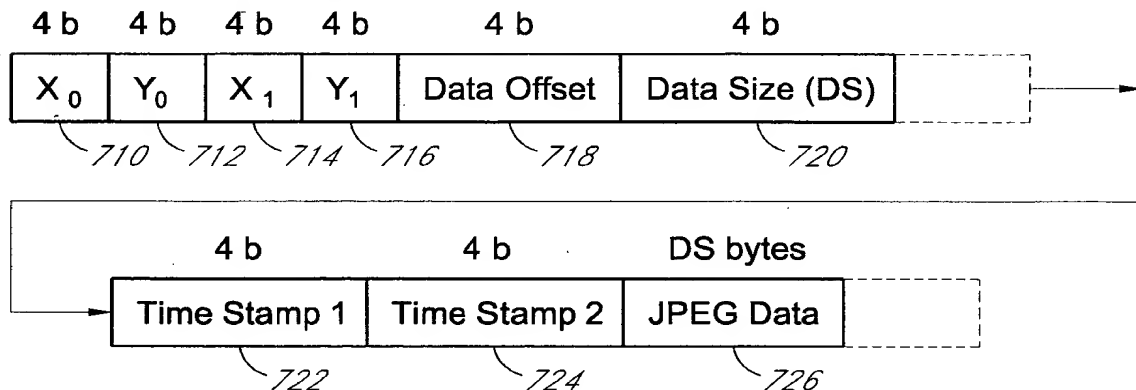 4 b 4 b 4 b 4 b 4 b 4 b
X₀ Y₀ X₁ Y₁ Data Offset Data Size (DS)
710 712 714 716 718 720
4 b 4 b DS bytes
Time Stamp 1 Time Stamp 2 JPEG Data
722 724 726